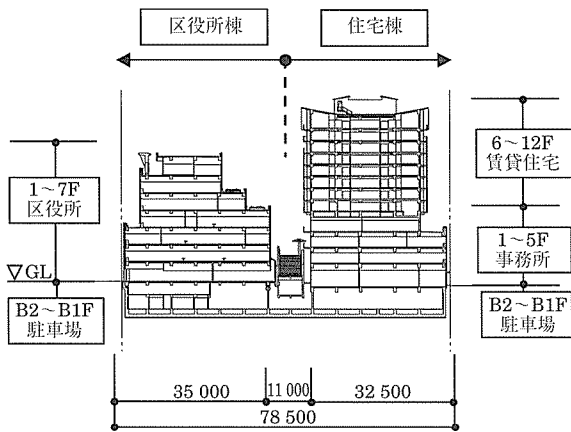 区役所棟
住宅棟
1~7F
区役所
6~12F
賃貸住宅
1~5F
事務所
▽GL
B2~B1F
駐車場
B2~B1F
駐車場
35 000
11 000
32 500
78 500